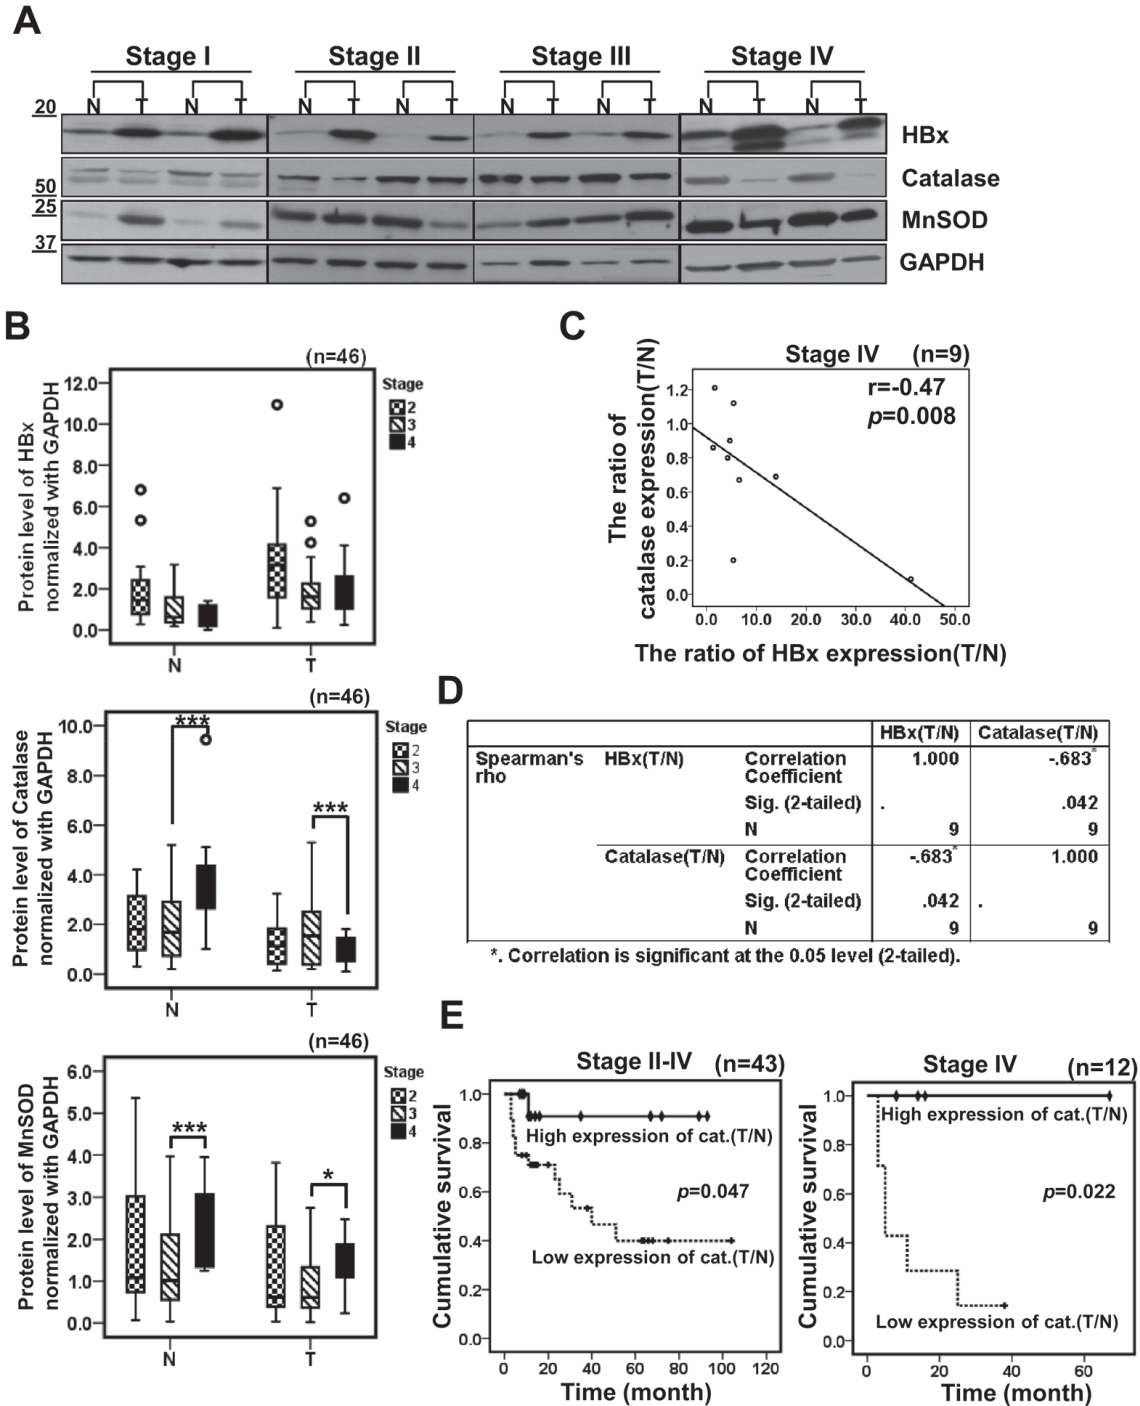 A
Stage I
Stage II
Stage III
Stage IV
N T N T N T N T N T N T N T N T
20
HBx
50
Catalase
25
MnSOD
37
GAPDH
B
(n=46)
Protein level of HBx
normalized with GAPDH
12.0
10.0
8.0
6.0
4.0
2.0
0.0
N T
Stage
2
3
4
(n=46)
Protein level of Catalase
normalized with GAPDH
10.0
8.0
6.0
4.0
2.0
0.0
***
***
N T
Stage
2
3
4
(n=46)
Protein level of MnSOD
normalized with GAPDH
6.0
5.0
4.0
3.0
2.0
1.0
0.0
***
*
N T
Stage
2
3
4
C
Stage IV (n=9)
r=-0.47
p=0.008
The ratio of
catalase expression(T/N)
1.2
1.0
0.8
0.6
0.4
0.2
0.0
0.0 10.0 20.0 30.0 40.0 50.0
The ratio of HBx expression(T/N)
D
HBx(T/N) Catalase(T/N)
Spearman's rho HBx(T/N) Correlation Coefficient 1.000 -.683*
Sig. (2-tailed) . .042
N 9 9
Catalase(T/N) Correlation Coefficient -.683* 1.000
Sig. (2-tailed) .042 .
N 9 9
*. Correlation is significant at the 0.05 level (2-tailed).
E
Stage II-IV (n=43)
Cumulative survival
1.0
0.8
0.6
0.4
0.2
0.0
High expression of cat.(T/N)
p=0.047
Low expression of cat.(T/N)
0 20 40 60 80 100 120
Time (month)
Stage IV (n=12)
Cumulative survival
1.0
0.8
0.6
0.4
0.2
0.0
High expression of cat.(T/N)
p=0.022
Low expression of cat.(T/N)
0 20 40 60
Time (month)